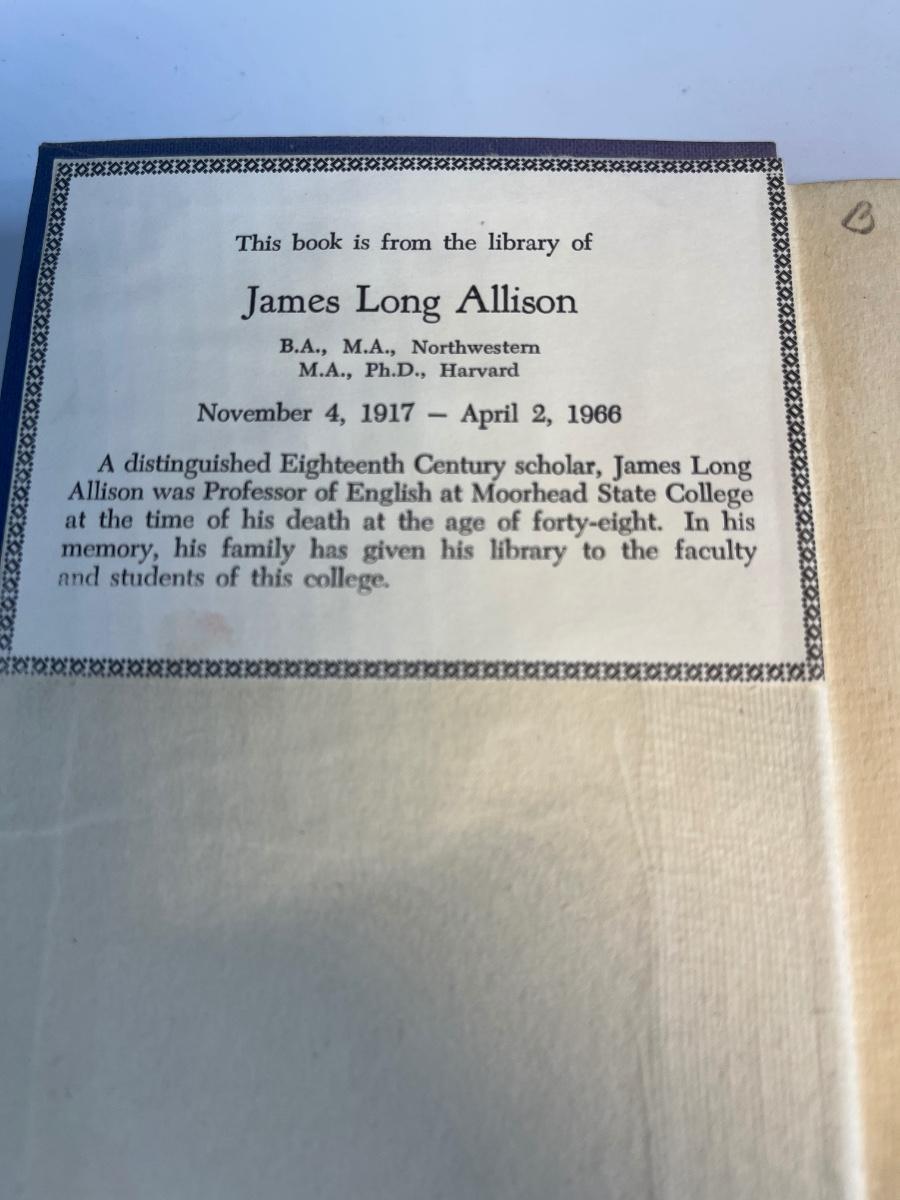 This book is from the library of
James Long Allison
B.A., M.A., Northwestern
M.A., Ph.D., Harvard
November 4, 1917 — April 2, 1966
A distinguished Eighteenth Century scholar, James Long
Allison was Professor of English at Moorhead State College
at the time of his death at the age of forty-eight. In his
memory, his family has given his library to the faculty
and students of this college.
B